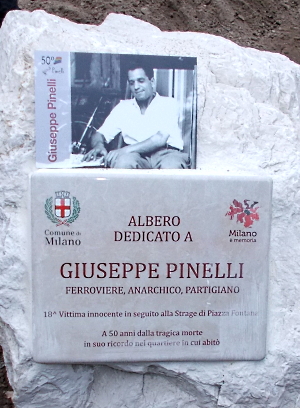 50°
Giuseppe Pinelli
Comune di
Milano
ALBERO
DEDICATO A
Milano
è memoria
GIUSEPPE PINELLI
FERROVIERE, ANARCHICO, PARTIGIANO
18ª Vittima innocente in seguito alla Strage di Piazza Fontana
A 50 anni dalla tragica morte
in suo ricordo nel quartiere in cui abitò